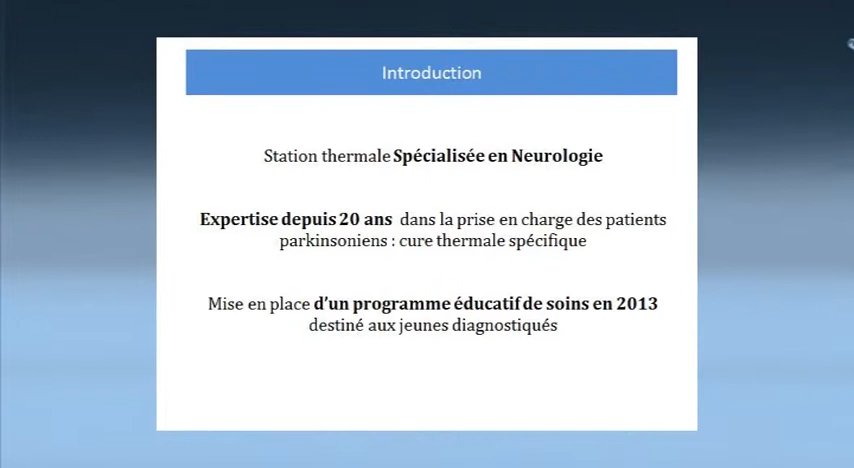 Introduction
Station thermale Spécialisée en Neurologie
Expertise depuis 20 ans dans la prise en charge des patients
parkinsoniens : cure thermale spécifique
Mise en place d'un programme éducatif de soins en 2013
destiné aux jeunes diagnostiqués